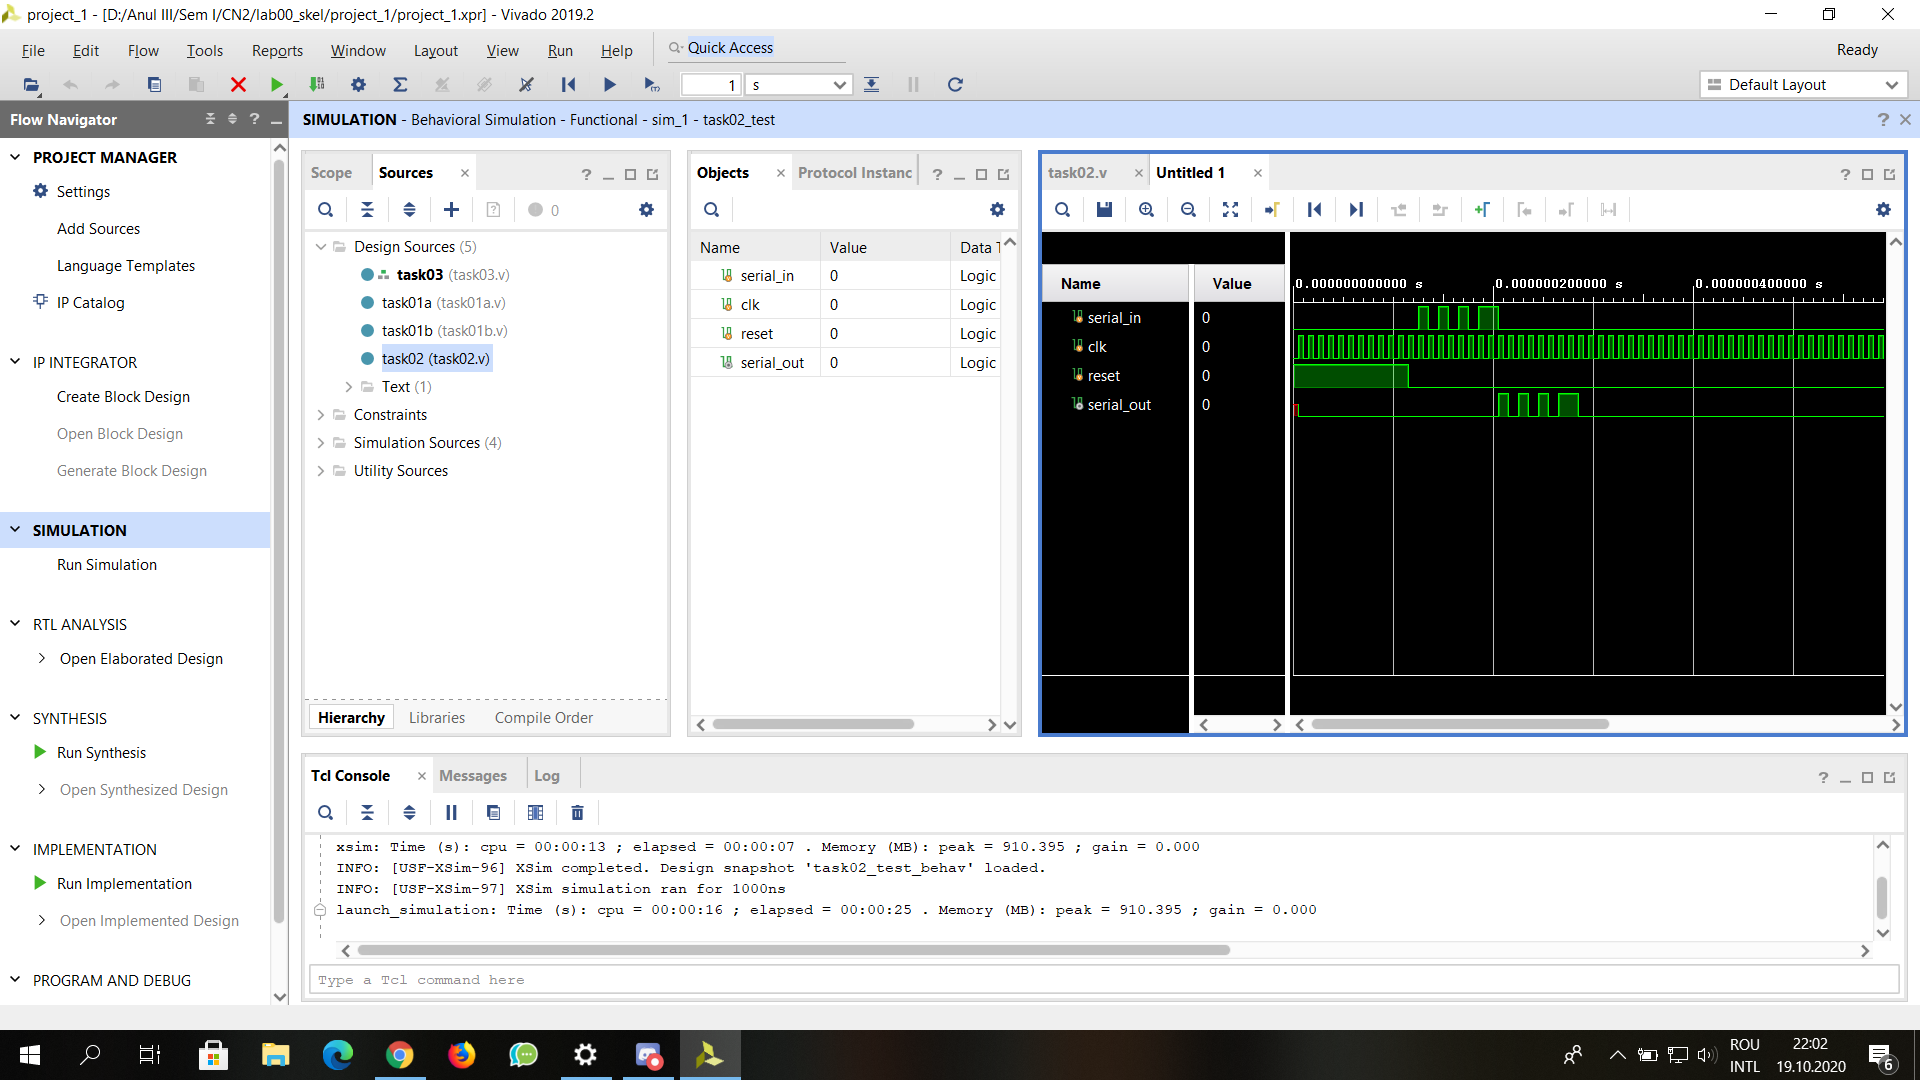 project_1 - [D:/Anul III/Sem I/CN2/lab00_skel/project_1/project_1.xpr] - Vivado 2019.2
File Edit Flow Tools Reports Window Layout View Run Help Quick Access Ready
1 s Default Layout
Flow Navigator
SIMULATION - Behavioral Simulation - Functional - sim_1 - task02_test
PROJECT MANAGER
Settings
Add Sources
Language Templates
IP Catalog
IP INTEGRATOR
Create Block Design
Open Block Design
Generate Block Design
SIMULATION
Run Simulation
RTL ANALYSIS
Open Elaborated Design
SYNTHESIS
Run Synthesis
Open Synthesized Design
IMPLEMENTATION
Run Implementation
Open Implemented Design
PROGRAM AND DEBUG
Scope Sources
0
Design Sources (5)
task03 (task03.v)
task01a (task01a.v)
task01b (task01b.v)
task02 (task02.v)
Text (1)
Constraints
Simulation Sources (4)
Utility Sources
Hierarchy Libraries Compile Order
Objects Protocol Instanc
Name Value Data T
serial_in 0 Logic
clk 0 Logic
reset 0 Logic
serial_out 0 Logic
task02.v Untitled 1
Name Value 0.000000000000 s 0.000000200000 s 0.000000400000 s
serial_in 0
clk 0
reset 0
serial_out 0
Tcl Console Messages Log
xsim: Time (s): cpu = 00:00:13 ; elapsed = 00:00:07 . Memory (MB): peak = 910.395 ; gain = 0.000
INFO: [USF-XSim-96] XSim completed. Design snapshot 'task02_test_behav' loaded.
INFO: [USF-XSim-97] XSim simulation ran for 1000ns
launch_simulation: Time (s): cpu = 00:00:16 ; elapsed = 00:00:25 . Memory (MB): peak = 910.395 ; gain = 0.000
Type a Tcl command here
ROU 22:02
INTL 19.10.2020 6